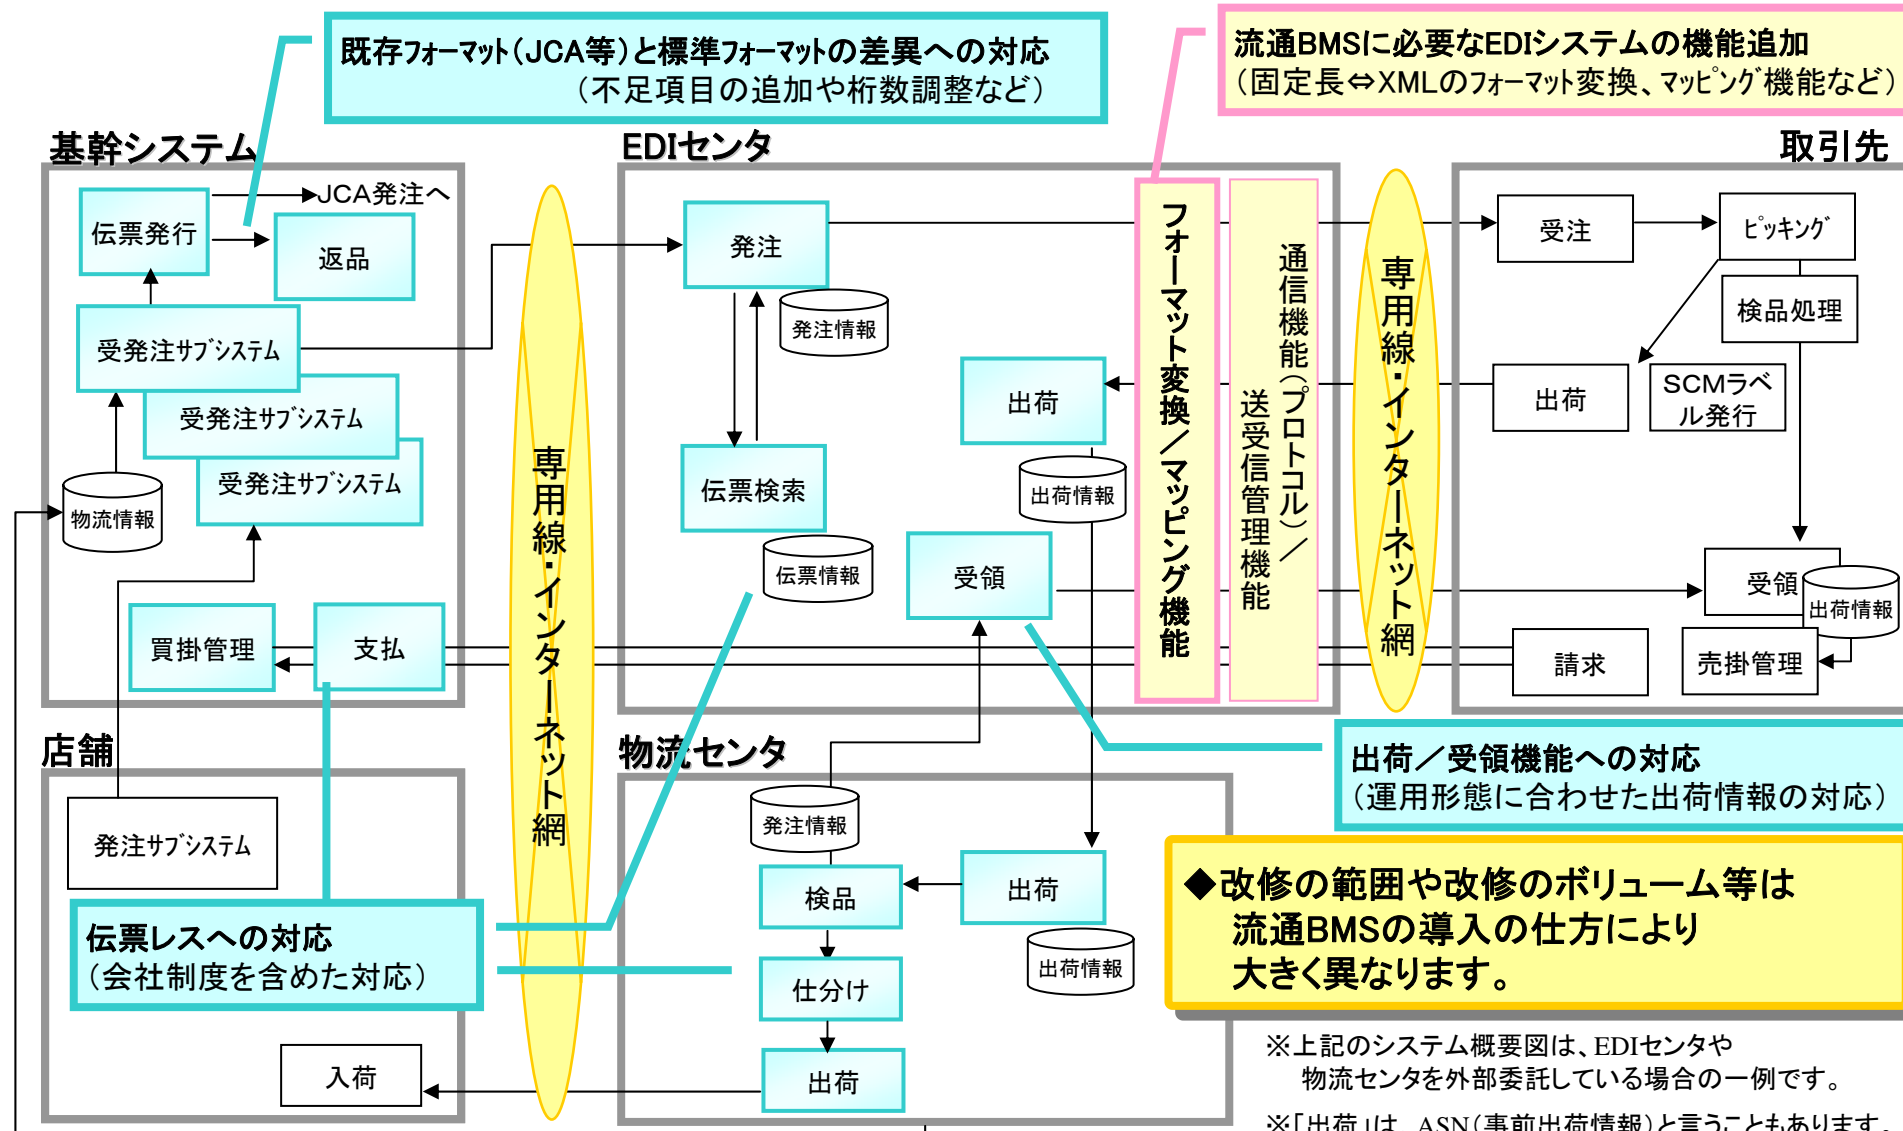 既存フォーマット（JCA等）と標準フォーマットの差異への対応
（不足項目の追加や桁数調整など）
流通BMSに必要なEDIシステムの機能追加
（固定長⇔XMLのフォーマット変換、マッピング機能など）
基幹システム
伝票発行
JCA発注へ
返品
受発注サブシステム
受発注サブシステム
受発注サブシステム
物流情報
買掛管理
支払
専用線・インターネット網
EDIセンタ
発注
発注情報
伝票検索
伝票情報
出荷
出荷情報
受領
フォーマット変換／マッピング機能
通信機能（プロトコル）／
送受信管理機能
専用線・インターネット網
取引先
受注
ピッキング
検品処理
出荷
SCMラベ
ル発行
受領
出荷情報
請求
売掛管理
店舗
発注サブシステム
伝票レスへの対応
（会社制度を含めた対応）
入荷
物流センタ
発注情報
検品
出荷
出荷情報
仕分け
出荷
出荷／受領機能への対応
（運用形態に合わせた出荷情報の対応）
◆改修の範囲や改修のボリューム等は
流通BMSの導入の仕方により
大きく異なります。
※上記のシステム概要図は、EDIセンタや
物流センタを外部委託している場合の一例です。
※「出荷」は、ASN（事前出荷情報）と言うこともあります。